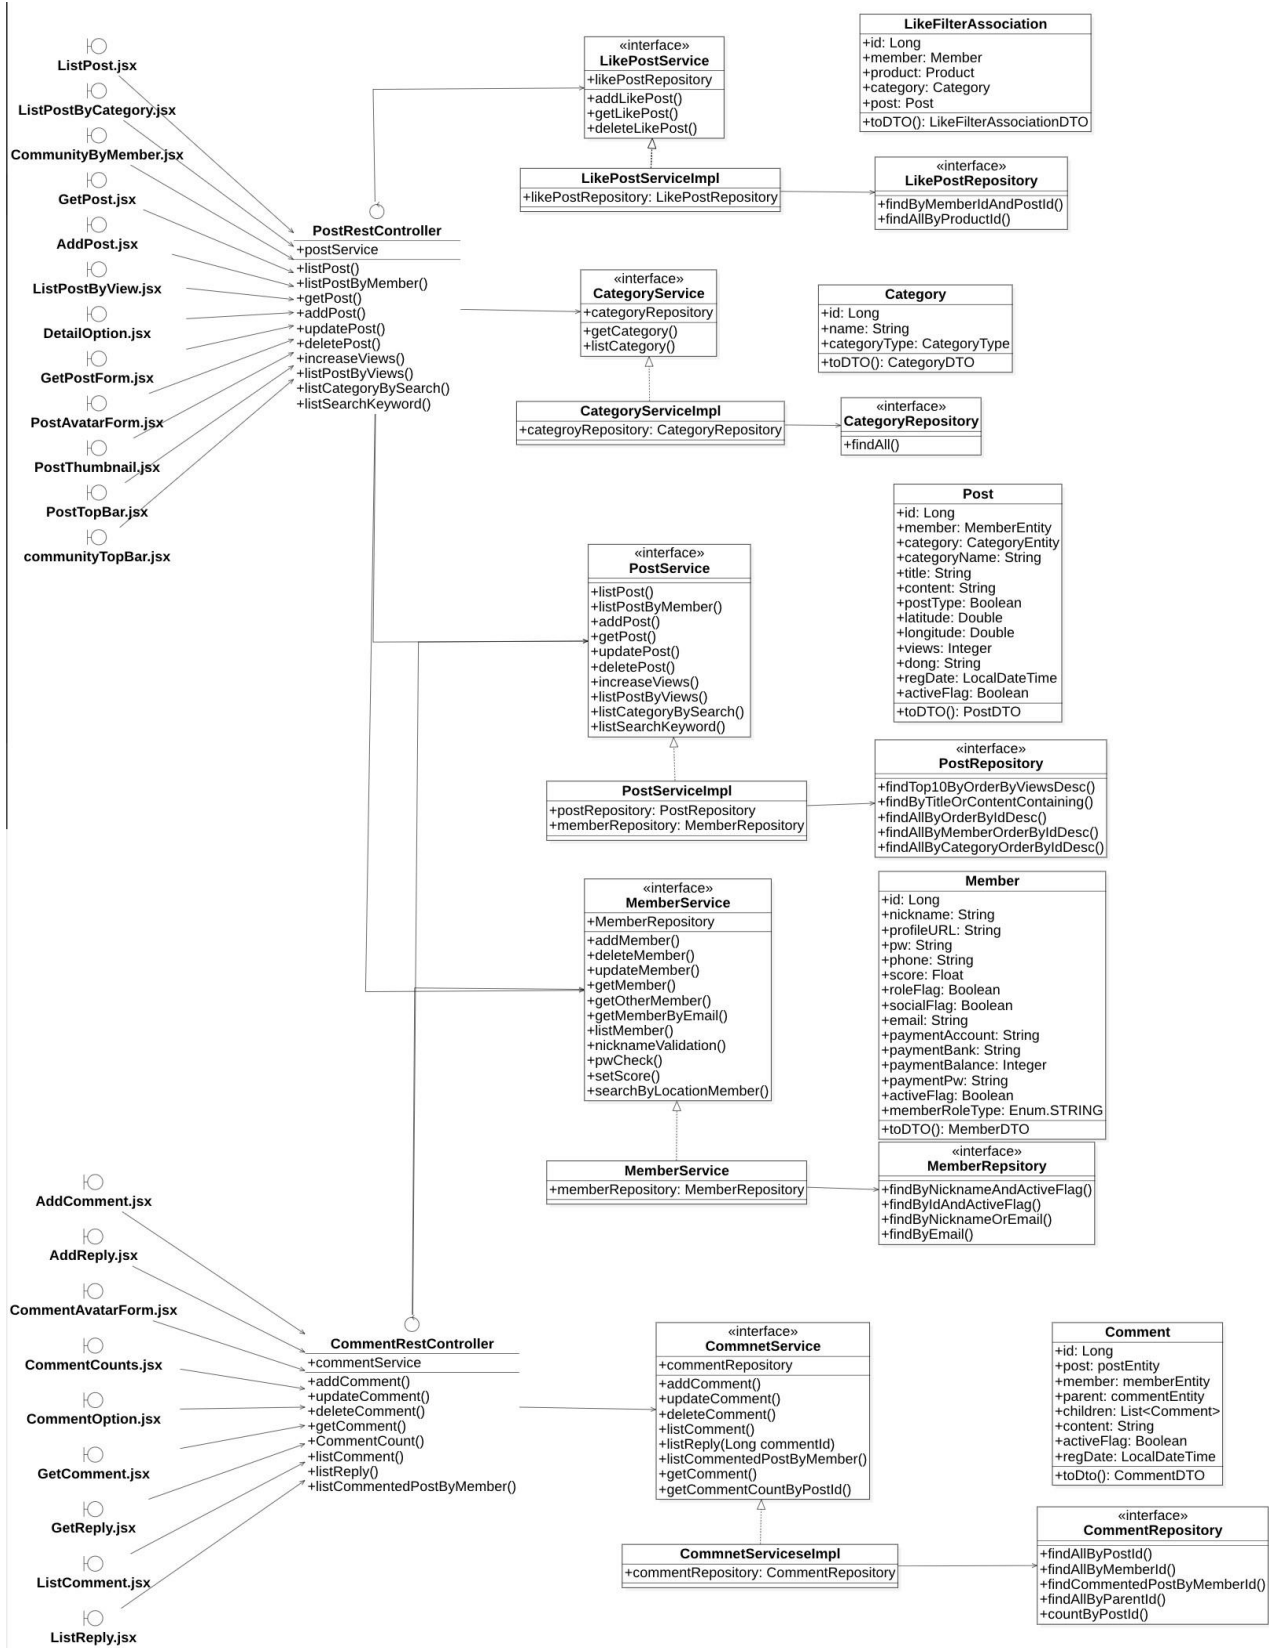 ListPost.jsx
ListPostByCategory.jsx
CommunityByMember.jsx
GetPost.jsx
AddPost.jsx
ListPostByView.jsx
DetailOption.jsx
GetPostForm.jsx
PostAvatarForm.jsx
PostThumbnail.jsx
PostTopBar.jsx
communityTopBar.jsx
PostRestController
+postService
+listPost()
+listPostByMember()
+getPost()
+addPost()
+updatePost()
+deletePost()
+increaseViews()
+listPostByViews()
+listCategoryBySearch()
+listSearchKeyword()
«interface»
LikePostService
+likePostRepository
+addLikePost()
+getLikePost()
+deleteLikePost()
LikePostServiceImpl
+likePostRepository: LikePostRepository
LikeFilterAssociation
+id: Long
+member: Member
+product: Product
+category: Category
+post: Post
+toDTO(): LikeFilterAssociationDTO
«interface»
LikePostRepository
+findByMemberIdAndPostId()
+findAllByProductId()
«interface»
CategoryService
+categoryRepository
+getCategory()
+listCategory()
CategoryServiceImpl
+categroyRepository: CategoryRepository
Category
+id: Long
+name: String
+categoryType: CategoryType
+toDTO(): CategoryDTO
«interface»
CategoryRepository
+findAll()
«interface»
PostService
+listPost()
+listPostByMember()
+addPost()
+getPost()
+updatePost()
+deletePost()
+increaseViews()
+listPostByViews()
+listCategoryBySearch()
+listSearchKeyword()
PostServiceImpl
+postRepository: PostRepository
+memberRepository: MemberRepository
Post
+id: Long
+member: MemberEntity
+category: CategoryEntity
+categoryName: String
+title: String
+content: String
+postType: Boolean
+latitude: Double
+longitude: Double
+views: Integer
+dong: String
+regDate: LocalDateTime
+activeFlag: Boolean
+toDTO(): PostDTO
«interface»
PostRepository
+findTop10ByOrderByViewsDesc()
+findByTitleOrContentContaining()
+findAllByOrderByIdDesc()
+findAllByMemberOrderByIdDesc()
+findAllByCategoryOrderByIdDesc()
«interface»
MemberService
+MemberRepository
+addMember()
+deleteMember()
+updateMember()
+getMember()
+getOtherMember()
+getMemberByEmail()
+listMember()
+nicknameValidation()
+pwCheck()
+setScore()
+searchByLocationMember()
MemberService
+memberRepository: MemberRepository
Member
+id: Long
+nickname: String
+profileURL: String
+pw: String
+phone: String
+score: Float
+roleFlag: Boolean
+socialFlag: Boolean
+email: String
+paymentAccount: String
+paymentBank: String
+paymentBalance: Integer
+paymentPw: String
+activeFlag: Boolean
+memberRoleType: Enum.STRING
+toDTO(): MemberDTO
«interface»
MemberRepsitory
+findByNicknameAndActiveFlag()
+findByIdAndActiveFlag()
+findByNicknameOrEmail()
+findByEmail()
AddComment.jsx
AddReply.jsx
CommentAvatarForm.jsx
CommentCounts.jsx
CommentOption.jsx
GetComment.jsx
GetReply.jsx
ListComment.jsx
ListReply.jsx
CommentRestController
+commentService
+addComment()
+updateComment()
+deleteComment()
+getComment()
+CommentCount()
+listComment()
+listReply()
+listCommentedPostByMember()
«interface»
CommnetService
+commentRepository
+addComment()
+updateComment()
+deleteComment()
+listComment()
+listReply(Long commentId)
+listCommentedPostByMember()
+getComment()
+getCommentCountByPostId()
CommnetServiceseImpl
+commentRepository: CommentRepository
Comment
+id: Long
+post: postEntity
+member: memberEntity
+parent: commentEntity
+children: List<Comment>
+content: String
+activeFlag: Boolean
+regDate: LocalDateTime
+toDto(): CommentDTO
«interface»
CommentRepository
+findAllByPostId()
+findAllByMemberId()
+findCommentedPostByMemberId()
+findAllByParentId()
+countByPostId()